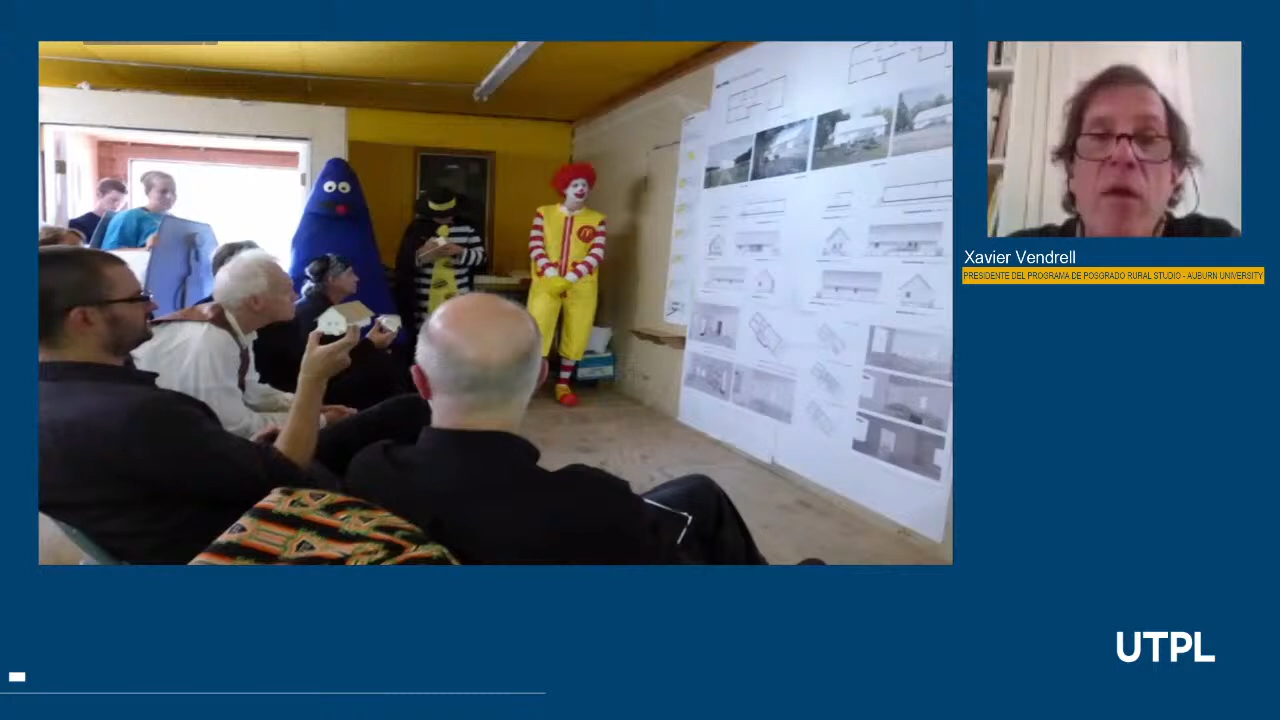 Xavier Vendrell
PRESIDENTE DEL PROGRAMA DE POSGRADO RURAL STUDIO - AUBURN UNIVERSITY
UTPL